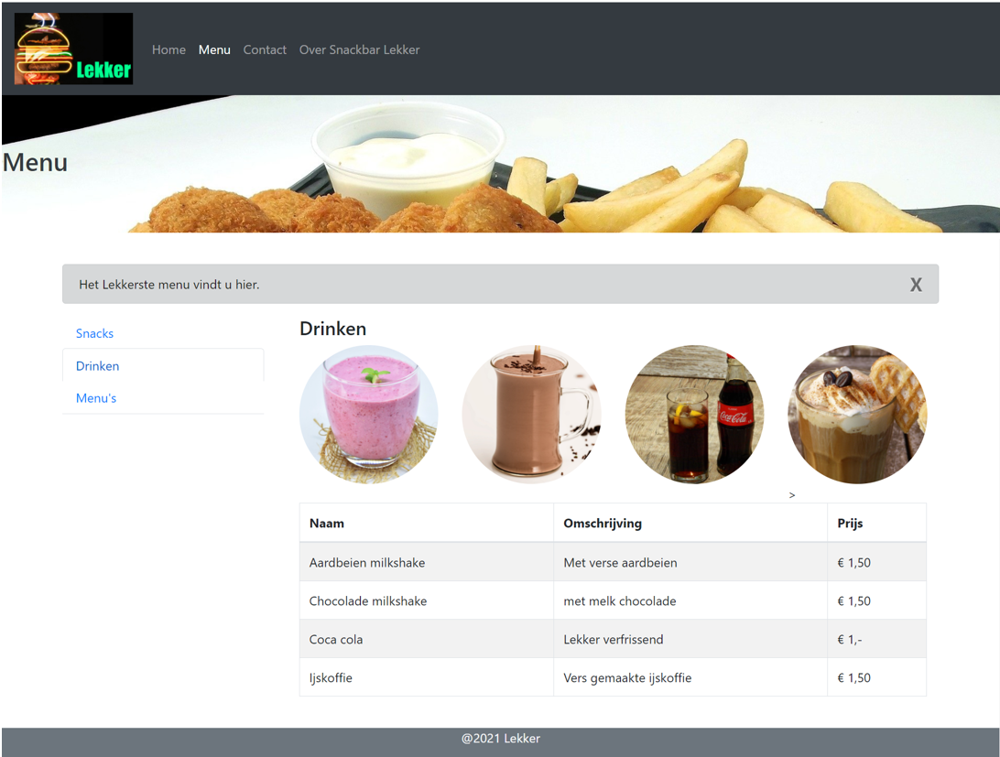 Lekker
Home Menu Contact Over Snackbar Lekker
Menu
Het Lekkerste menu vindt u hier. X
Snacks
Drinken
Menu's
Drinken
Coca-Cola
>
Naam Omschrijving Prijs
Aardbeien milkshake Met verse aardbeien € 1,50
Chocolade milkshake met melk chocolade € 1,50
Coca cola Lekker verfrissend € 1,-
Ijskoffie Vers gemaakte ijskoffie € 1,50
@2021 Lekker